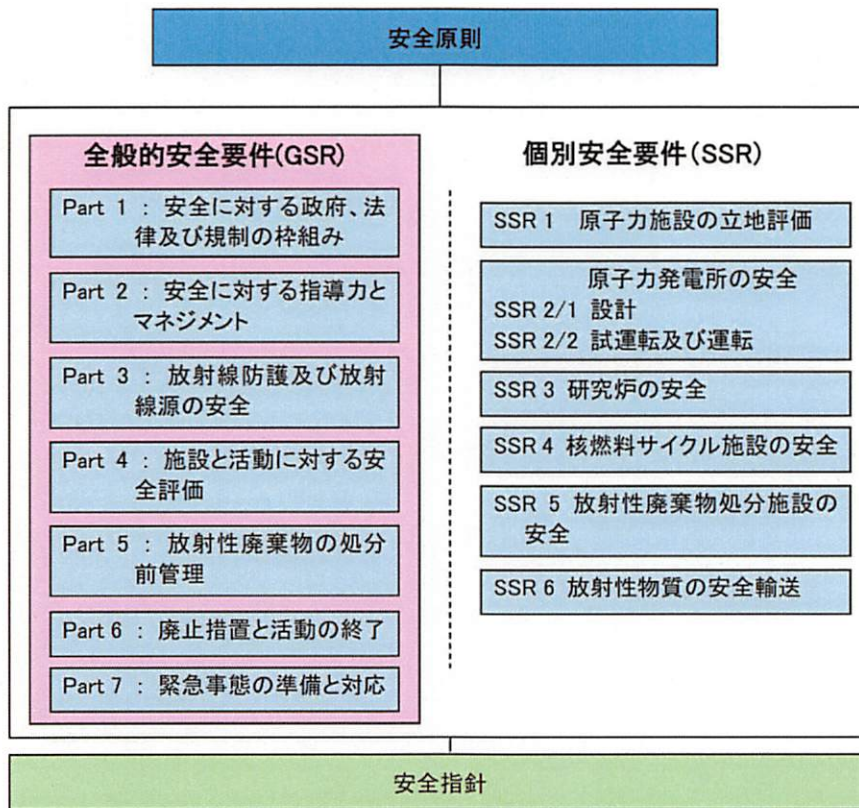 安全原則
全般的安全要件(GSR)
Part 1 : 安全に対する政府、法
律及び規制の枠組み
Part 2 : 安全に対する指導力と
マネジメント
Part 3 : 放射線防護及び放射
線源の安全
Part 4 : 施設と活動に対する安
全評価
Part 5 : 放射性廃棄物の処分
前管理
Part 6 : 廃止措置と活動の終了
Part 7 : 緊急事態の準備と対応
個別安全要件(SSR)
SSR 1 原子力施設の立地評価
原子力発電所の安全
SSR 2/1 設計
SSR 2/2 試運転及び運転
SSR 3 研究炉の安全
SSR 4 核燃料サイクル施設の安全
SSR 5 放射性廃棄物処分施設の
安全
SSR 6 放射性物質の安全輸送
安全指針